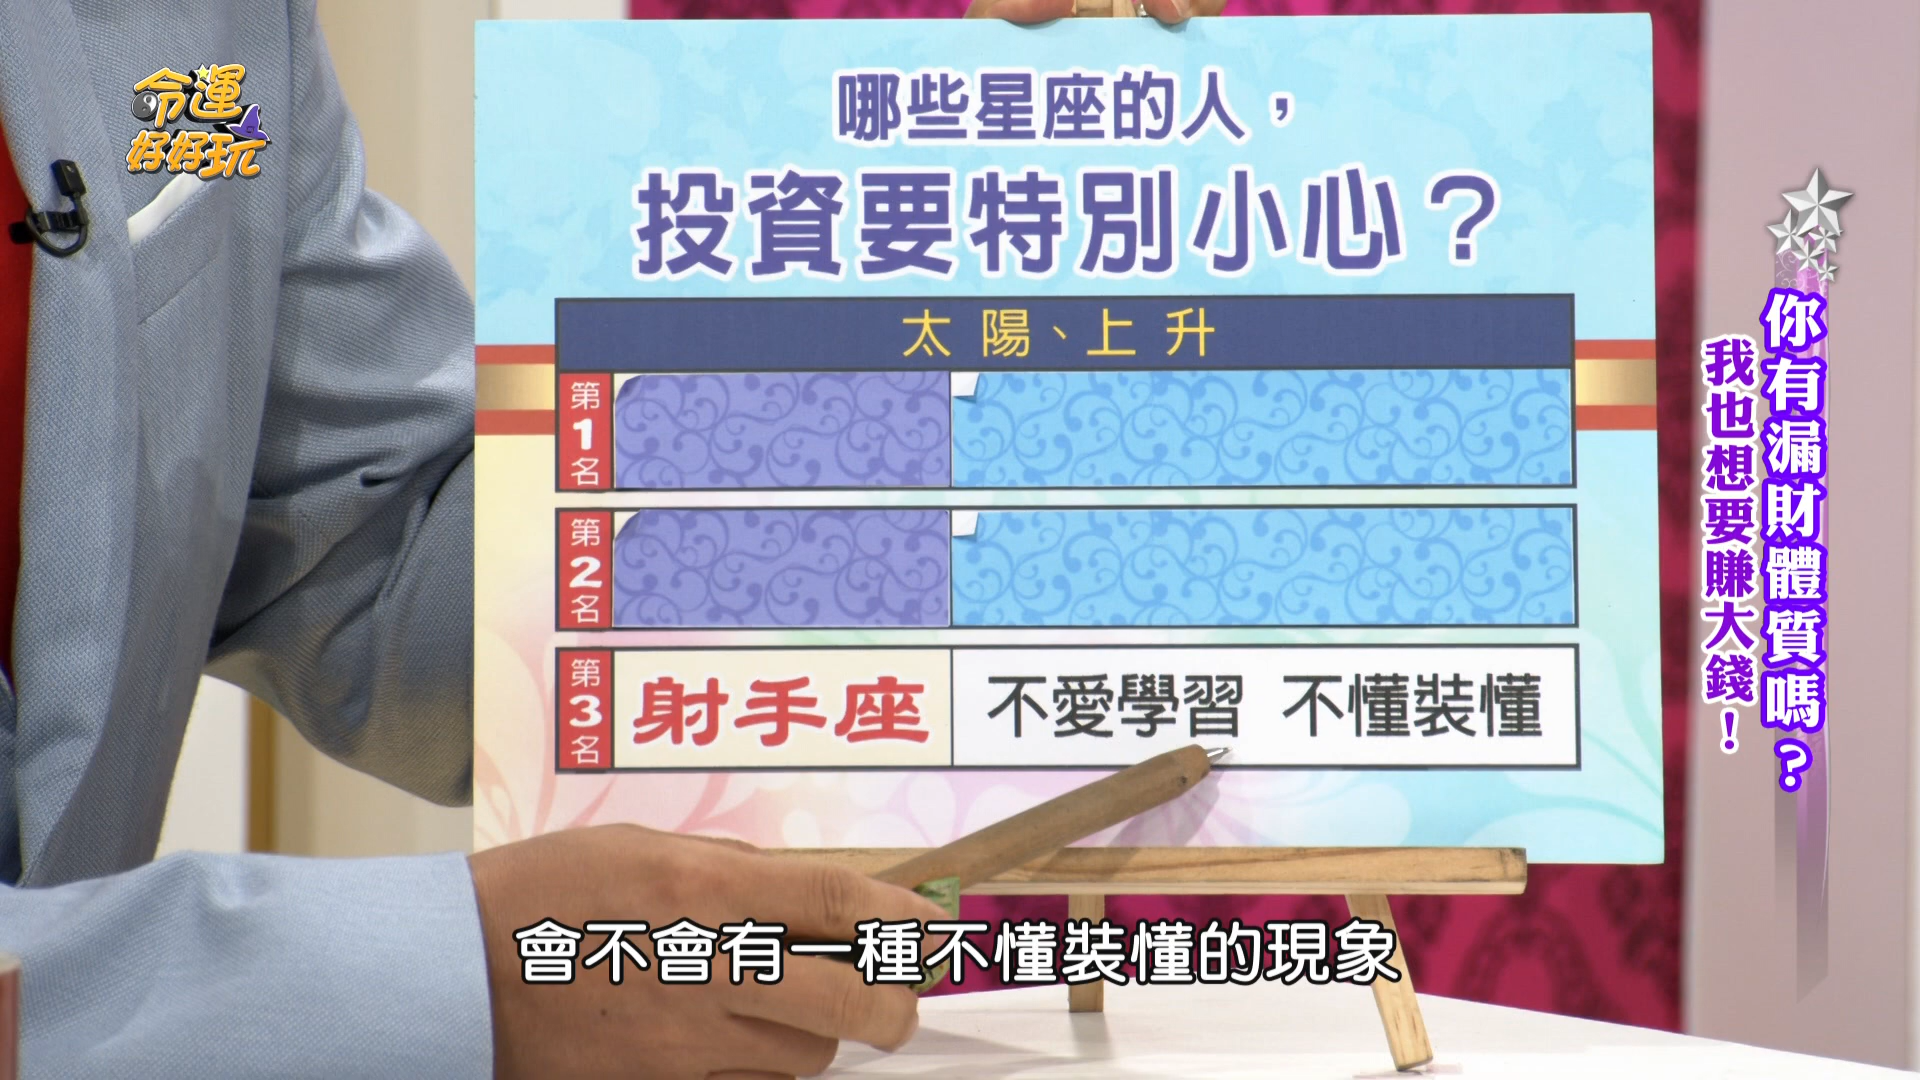 命運
好好玩
哪些星座的人，
投資要特別小心？
太陽、上升
第1名
第2名
第3名
射手座
不愛學習 不懂裝懂
你有漏財體質嗎？
我也想要賺大錢！
會不會有一種不懂裝懂的現象